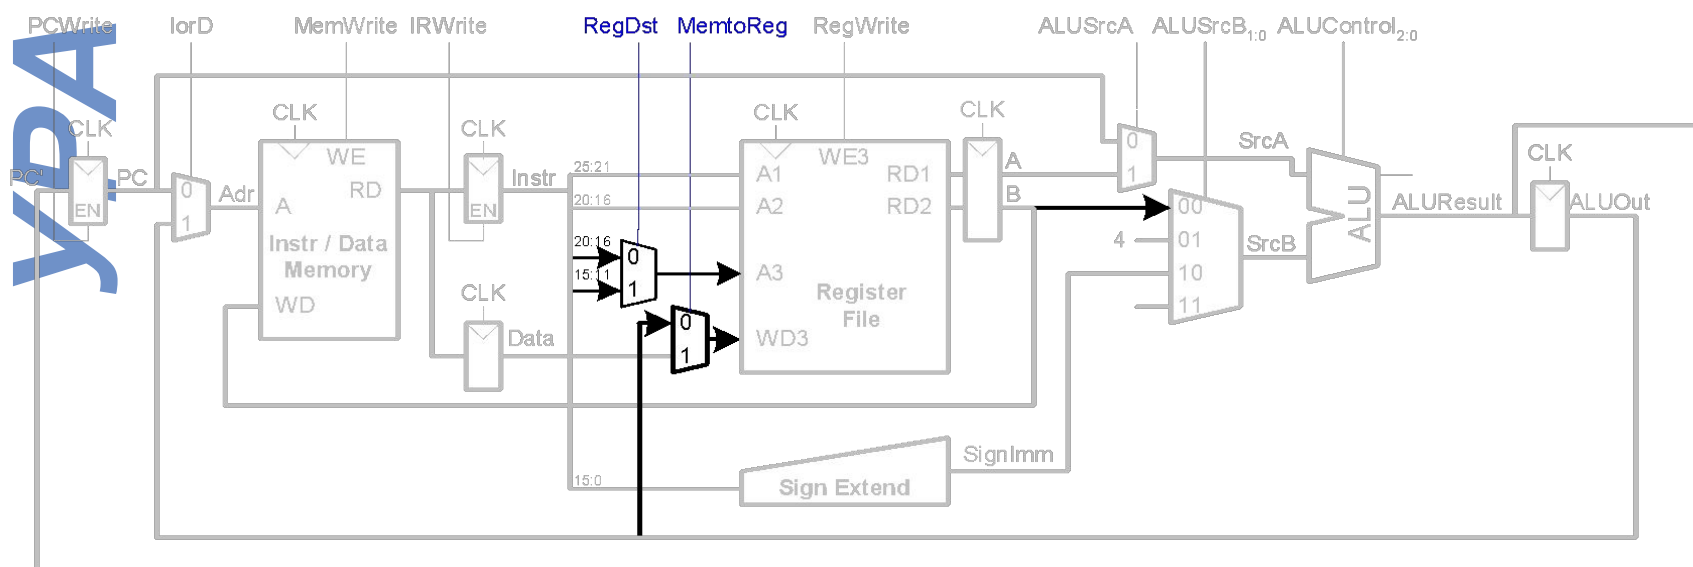 PCWrite IorD MemWrite IRWrite RegDst MemtoReg RegWrite ALUSrcA ALUSrcB1:0 ALUControl2:0
CLK CLK CLK CLK CLK CLK
PC' PC EN
0 1 Adr
WE RD A
Instr / Data
Memory
WD
EN Instr
CLK
Data
25:21
20:16
20:16
15:11
15:0
0
1
0
1
A1
A2
A3
WD3
WE3
RD1
RD2
Register
File
A
B
Sign Extend
SignImm
0
1
SrcA
00
01
10
11
4
SrcB
ALU
ALUResult
ALUOut